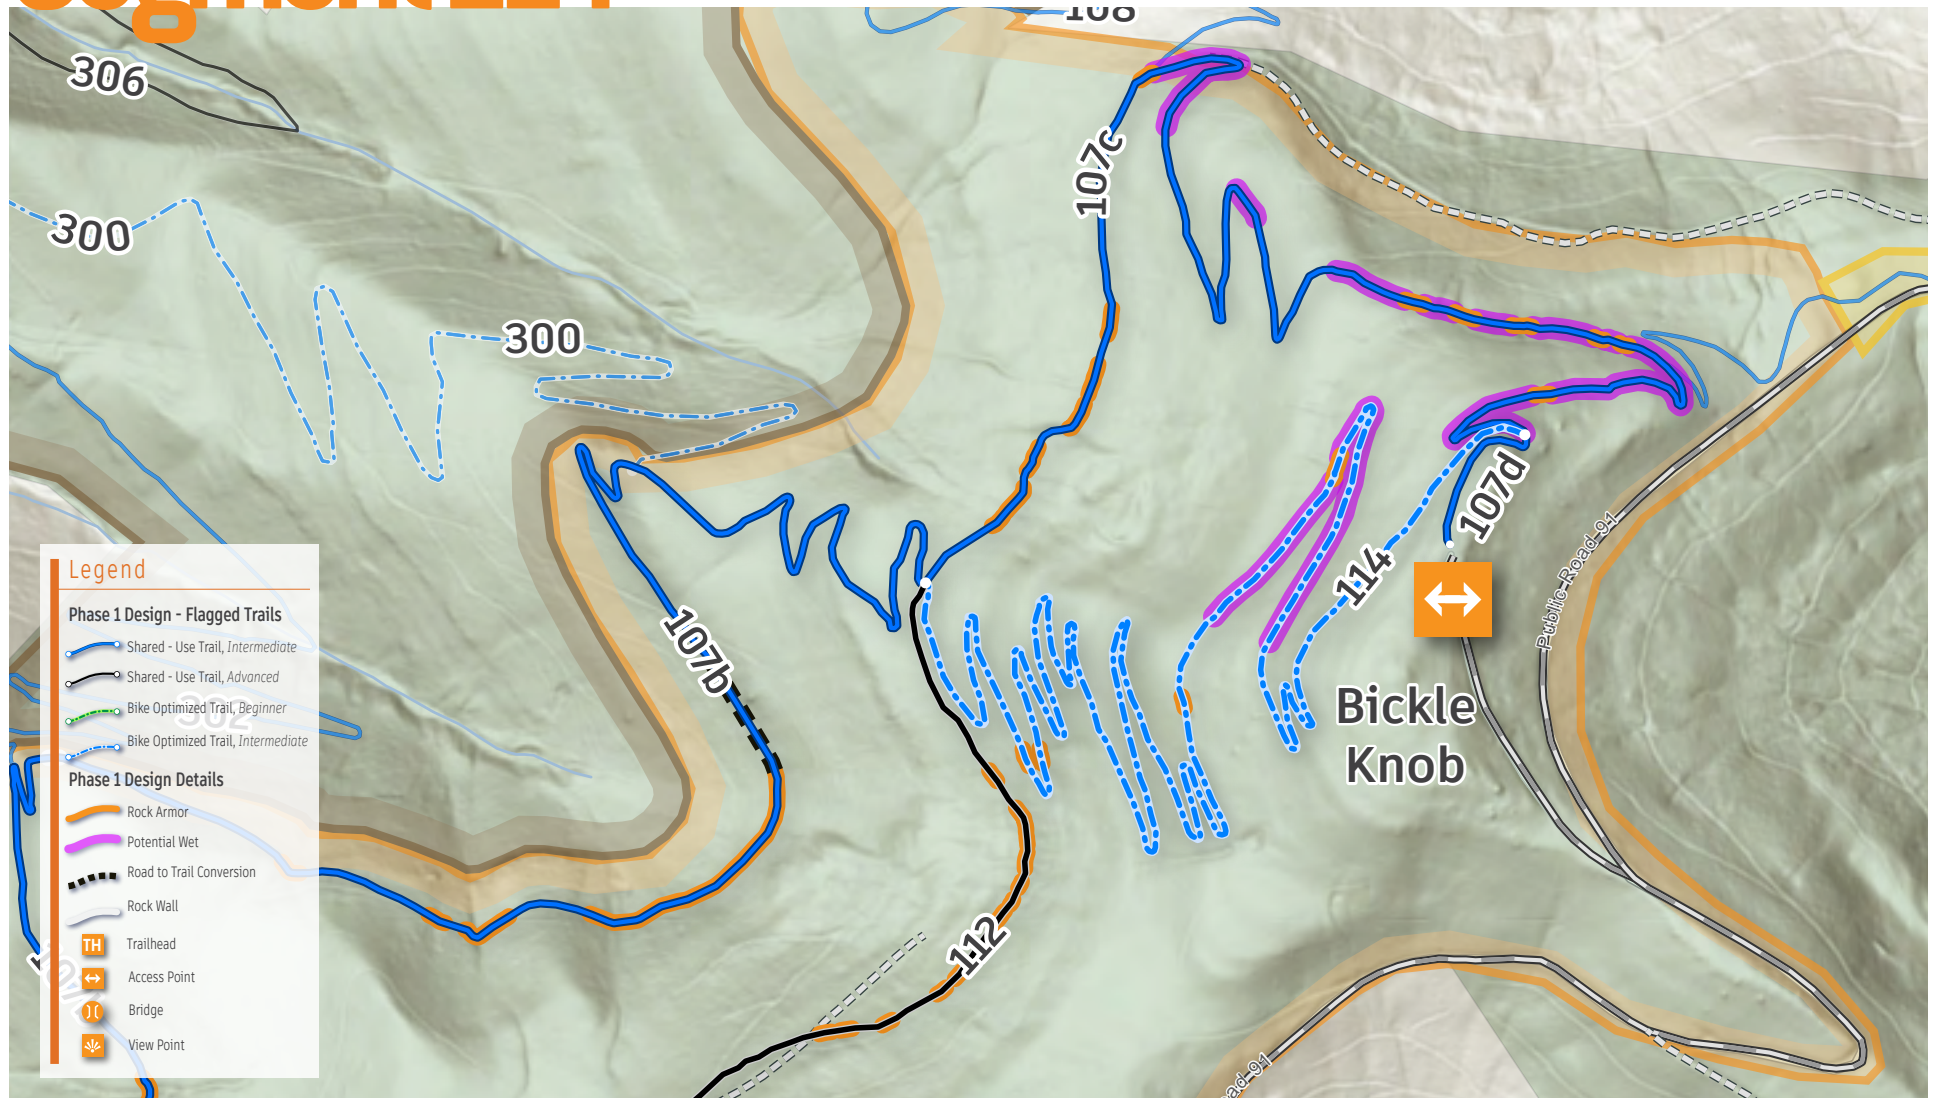 108
306
107c
300
300
107d
Public Road 91
114
Legend
Phase 1 Design - Flagged Trails
Shared - Use Trail, Intermediate
Shared - Use Trail, Advanced
302
Bike Optimized Trail, Beginner
Bike Optimized Trail, Intermediate
Phase 1 Design Details
Rock Armor
Potential Wet
Road to Trail Conversion
Rock Wall
TH Trailhead
Access Point
Bridge
View Point
107b
Bickle
Knob
112
ad 91